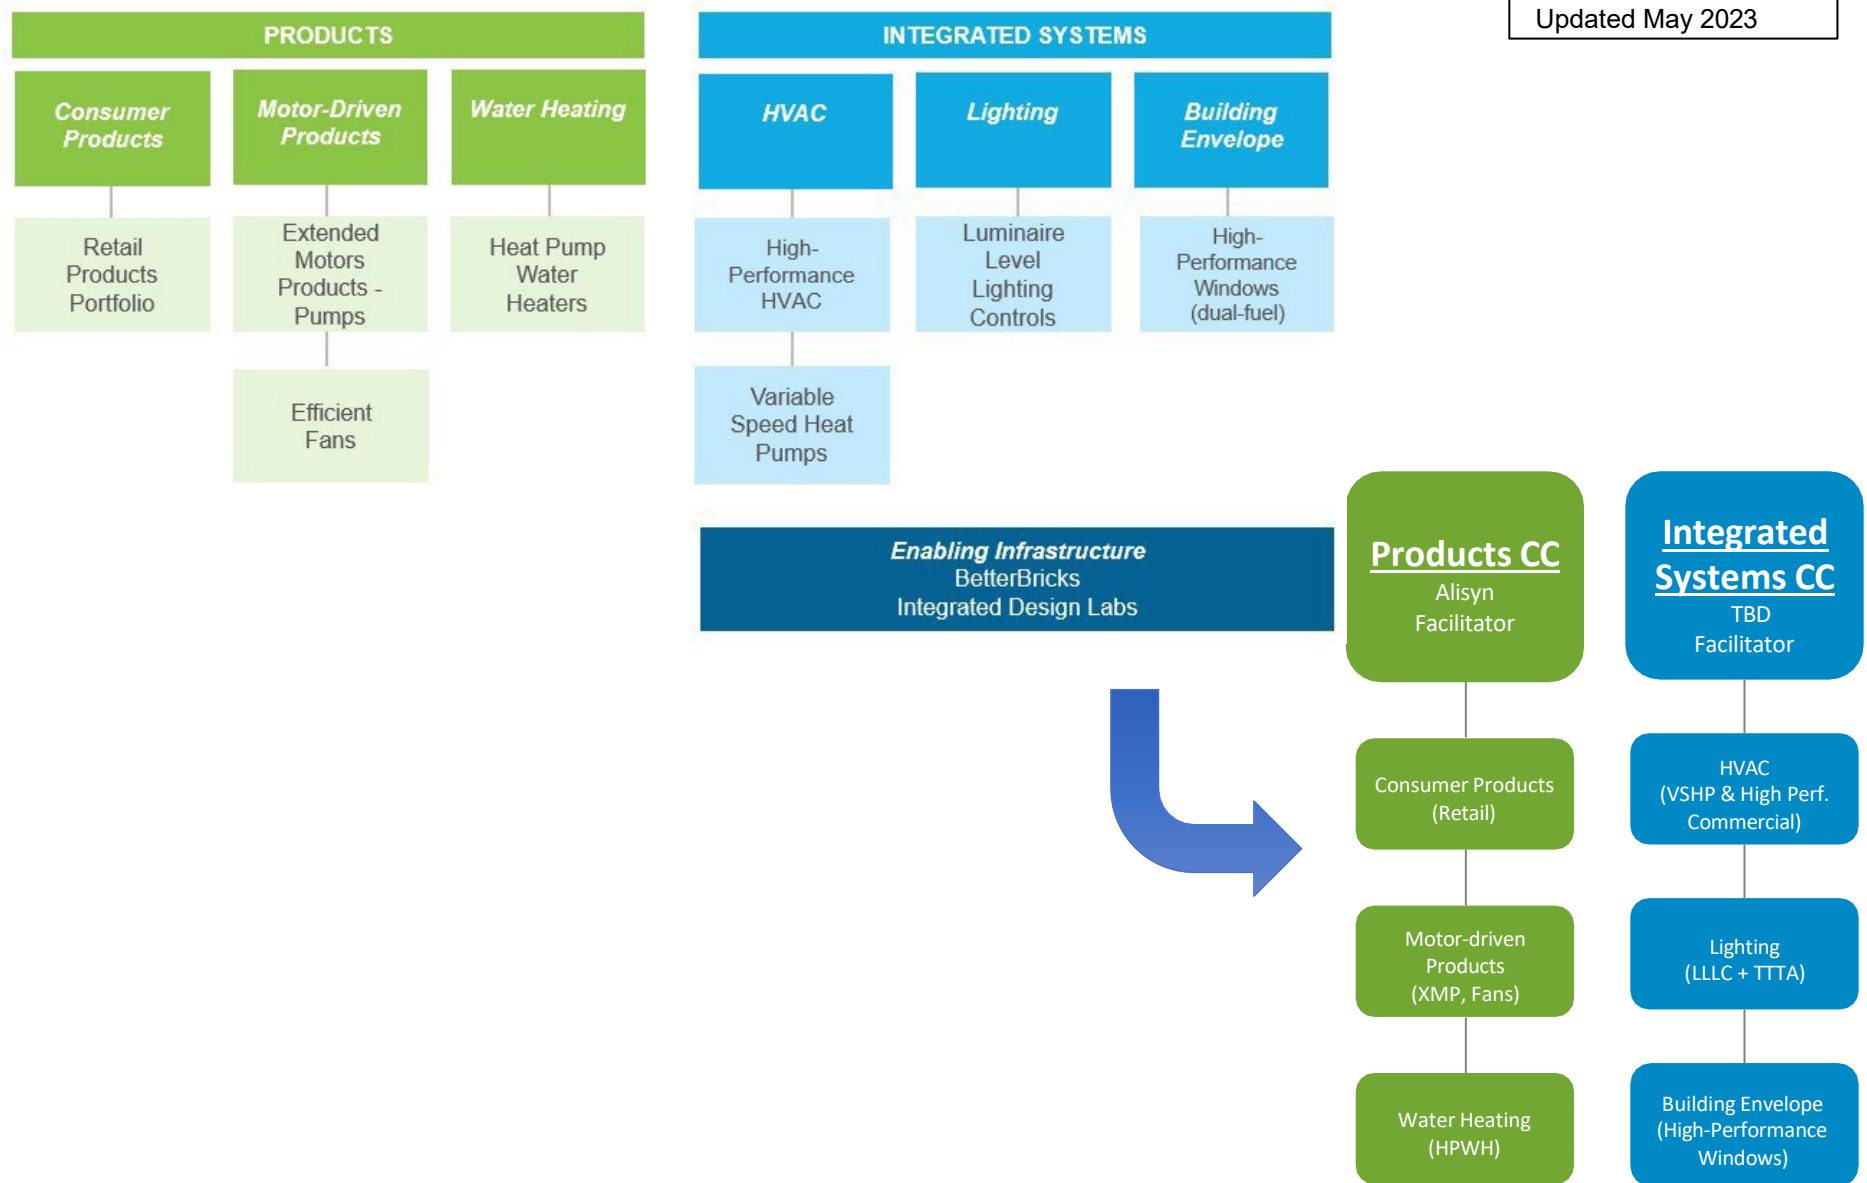 Updated May 2023
PRODUCTS
Consumer
Products
Retail
Products
Portfolio
Motor-Driven
Products
Extended
Motors
Products -
Pumps
Efficient
Fans
Water Heating
Heat Pump
Water
Heaters
INTEGRATED SYSTEMS
HVAC
High-
Performance
HVAC
Variable
Speed Heat
Pumps
Lighting
Luminaire
Level
Lighting
Controls
Building
Envelope
High-
Performance
Windows
(dual-fuel)
Enabling Infrastructure
BetterBricks
Integrated Design Labs
Products CC
Alisyn
Facilitator
Consumer Products
(Retail)
Motor-driven
Products
(XMP, Fans)
Water Heating
(HPWH)
Integrated
Systems CC
TBD
Facilitator
HVAC
(VSHP & High Perf.
Commercial)
Lighting
(LLLC + TTTA)
Building Envelope
(High-Performance
Windows)